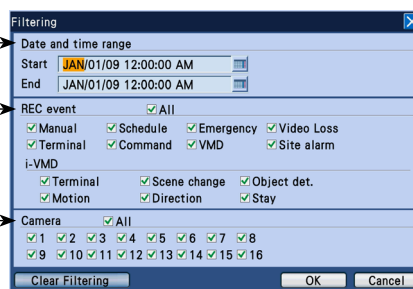 Filtering
Date and time range
Start JAN/01/09 12:00:00 AM
End JAN/01/09 12:00:00 AM
REC event All
Manual Schedule Emergency Video Loss
Terminal Command VMD Site alarm
i-VMD
Terminal Scene change Object det.
Motion Direction Stay
Camera All
1 2 3 4 5 6 7 8
9 10 11 12 13 14 15 16
Clear Filtering OK Cancel